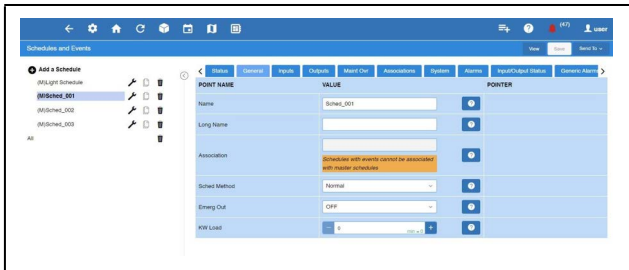 (47) user
Schedules and Events View Save Send To
Add a Schedule
(M)Light Schedule
(M)Sched_001
(M)Sched_002
(M)Sched_003
All
Status General Inputs Outputs Maint Ovr Associations System Alarms Input/Output Status Generic Alarms
POINT NAME VALUE POINTER
Name Sched_001
Long Name
Association
Schedules with events cannot be associated
with master schedules
Sched Method Normal
Emerg Out OFF
KW Load 0